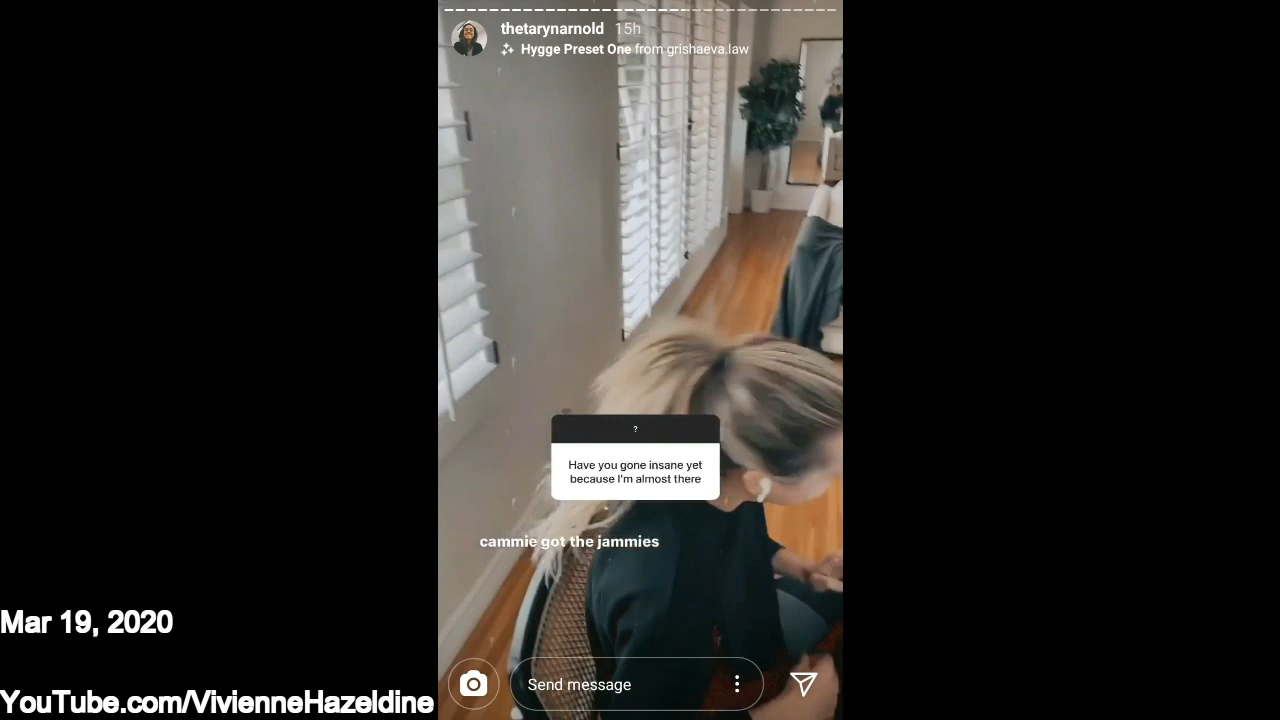 thetarynarnold 15h
Hygge Preset One from grishaeva.law
?
Have you gone insane yet
because I'm almost there
cammie got the jammies
Mar 19, 2020
Send message
YouTube.com/VivienneHazeldine